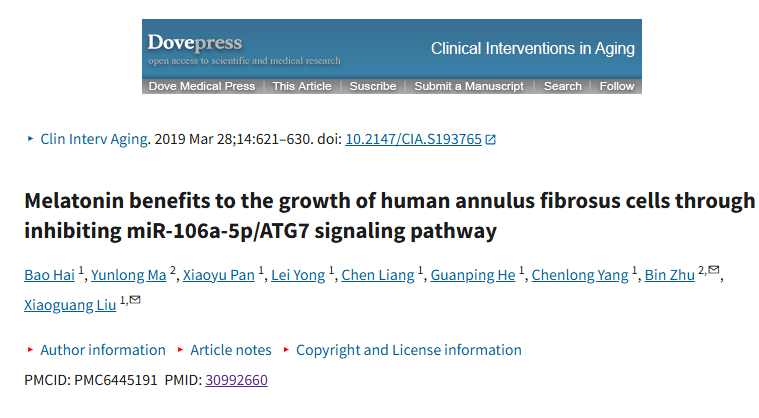 Dovepress
open access to scientific and medical research
Clinical Interventions in Aging
Dove Medical Press | This Article | Suscribe | Submit a Manuscript | Search | Follow
Clin Interv Aging. 2019 Mar 28;14:621–630. doi: 10.2147/CIA.S193765
Melatonin benefits to the growth of human annulus fibrosus cells through
inhibiting miR-106a-5p/ATG7 signaling pathway
Bao Hai 1, Yunlong Ma 2, Xiaoyu Pan 1, Lei Yong 1, Chen Liang 1, Guanping He 1, Chenlong Yang 1, Bin Zhu 2,✉,
Xiaoguang Liu 1,✉
▸ Author information ▸ Article notes ▸ Copyright and License information
PMCID: PMC6445191 PMID: 30992660